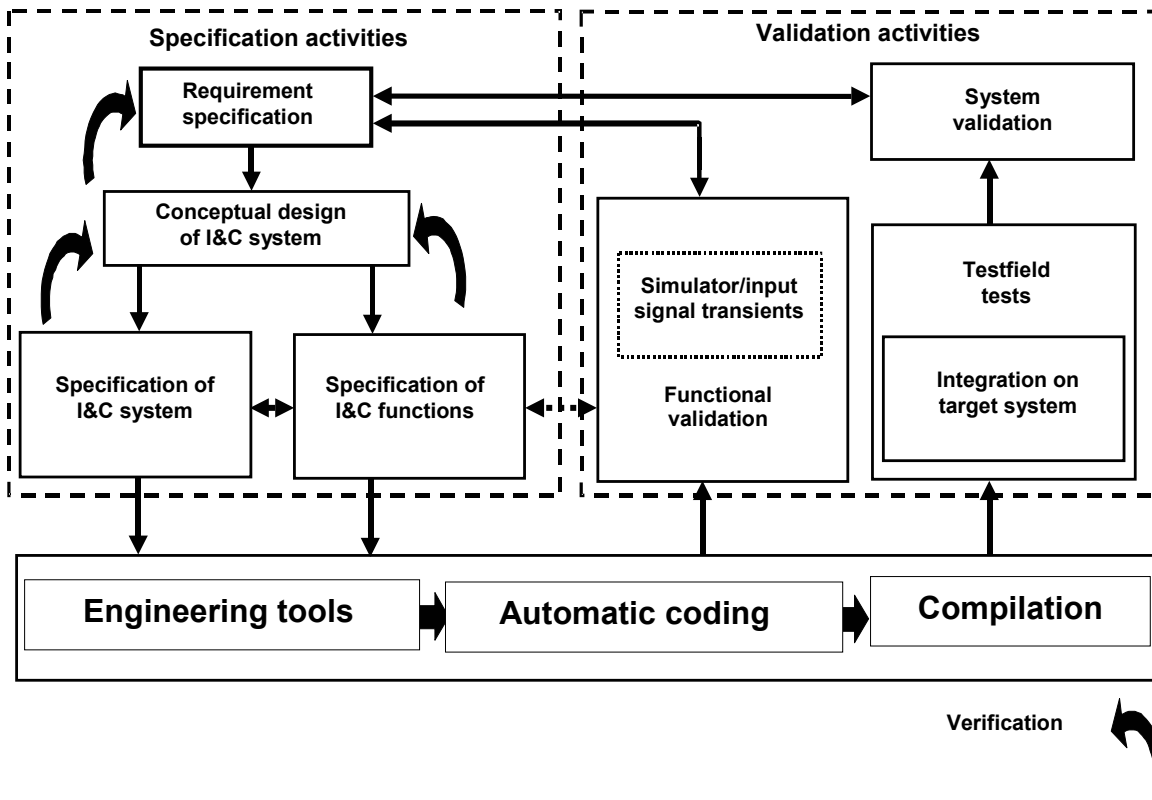 Specification activities
Validation activities
Requirement
specification
System
validation
Conceptual design
of I&C system
Simulator/input
signal transients
Testfield
tests
Specification of
I&C system
Specification of
I&C functions
Functional
validation
Integration on
target system
Engineering tools
Automatic coding
Compilation
Verification